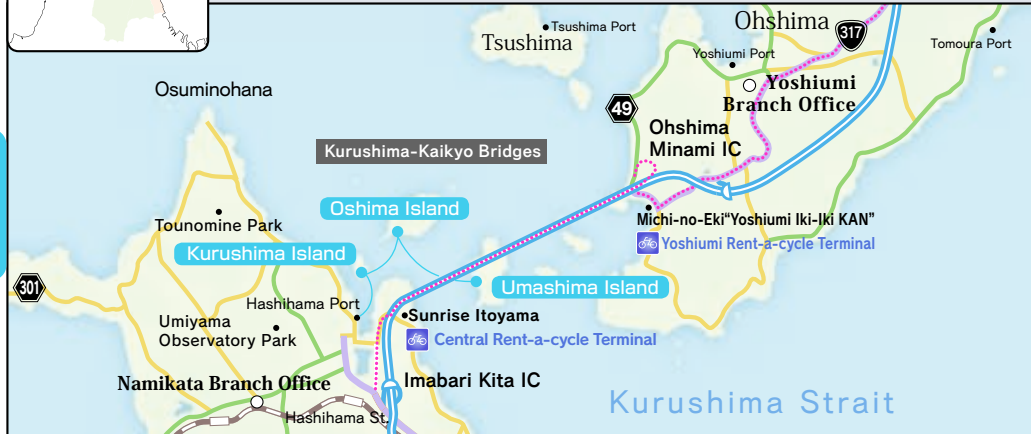 Tsushima Port
Tsushima
Ohshima
317
Yoshiumi Port
Tomoura Port
Yoshiumi
Branch Office
Osuminohana
49
Ohshima
Minami IC
Kurushima-Kaikyo Bridges
Oshima Island
Tounomine Park
Michi-no-Eki“Yoshiumi Iki-Iki KAN”
Yoshiumi Rent-a-cycle Terminal
Kurushima Island
301
Umashima Island
Hashihama Port
Sunrise Itoyama
Umiyama
Observatory Park
Central Rent-a-cycle Terminal
Namikata Branch Office
Imabari Kita IC
Hashihama St.
Kurushima Strait